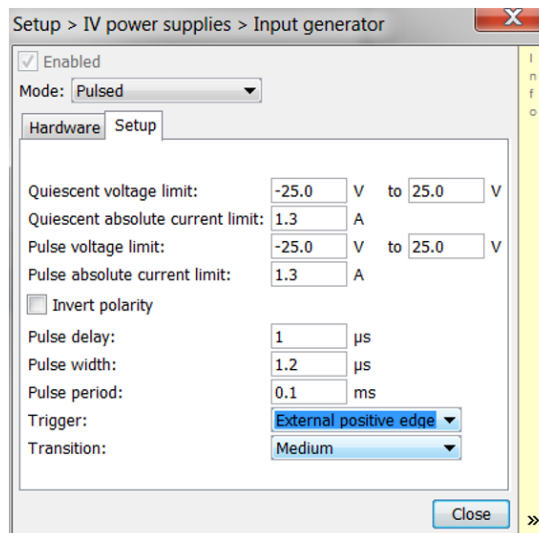 Setup > IV power supplies > Input generator
X
Enabled
Mode: Pulsed
Hardware Setup
Quiescent voltage limit: -25.0 V to 25.0 V
Quiescent absolute current limit: 1.3 A
Pulse voltage limit: -25.0 V to 25.0 V
Pulse absolute current limit: 1.3 A
Invert polarity
Pulse delay: 1 µs
Pulse width: 1.2 µs
Pulse period: 0.1 ms
Trigger: External positive edge
Transition: Medium
Close
Info
»